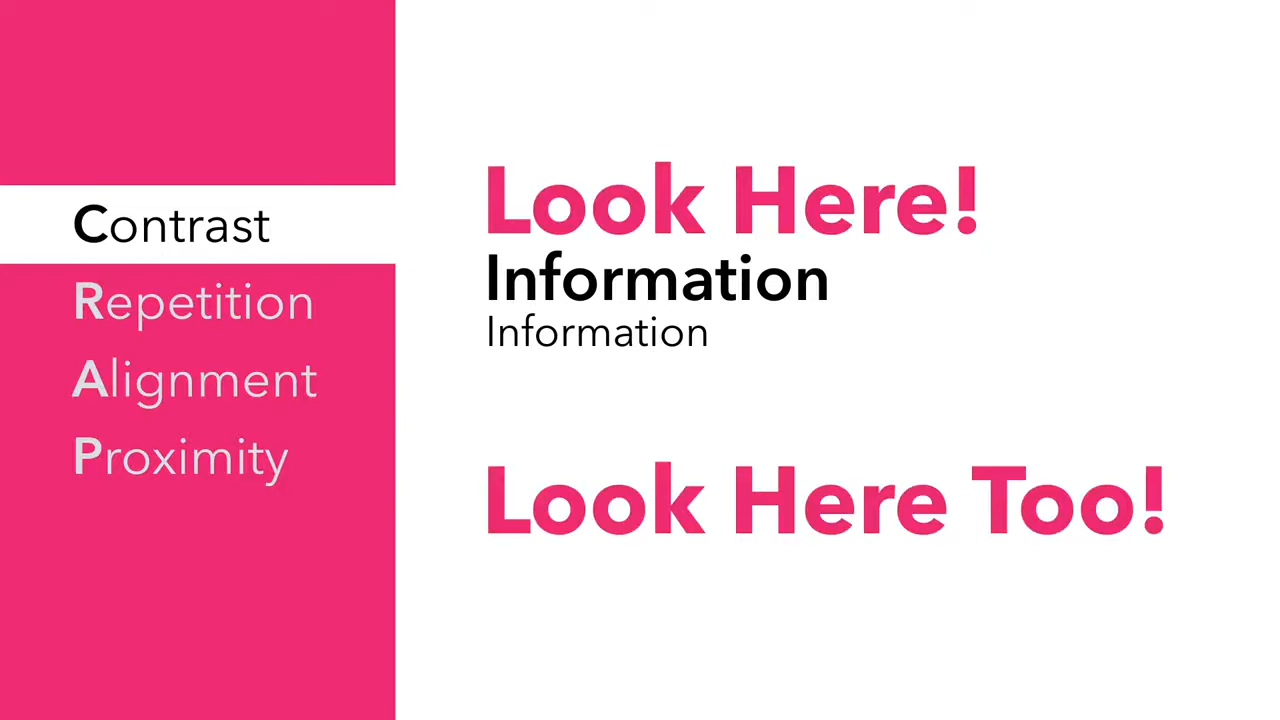 Contrast
Repetition
Alignment
Proximity
Look Here!
Information
Information
Look Here Too!